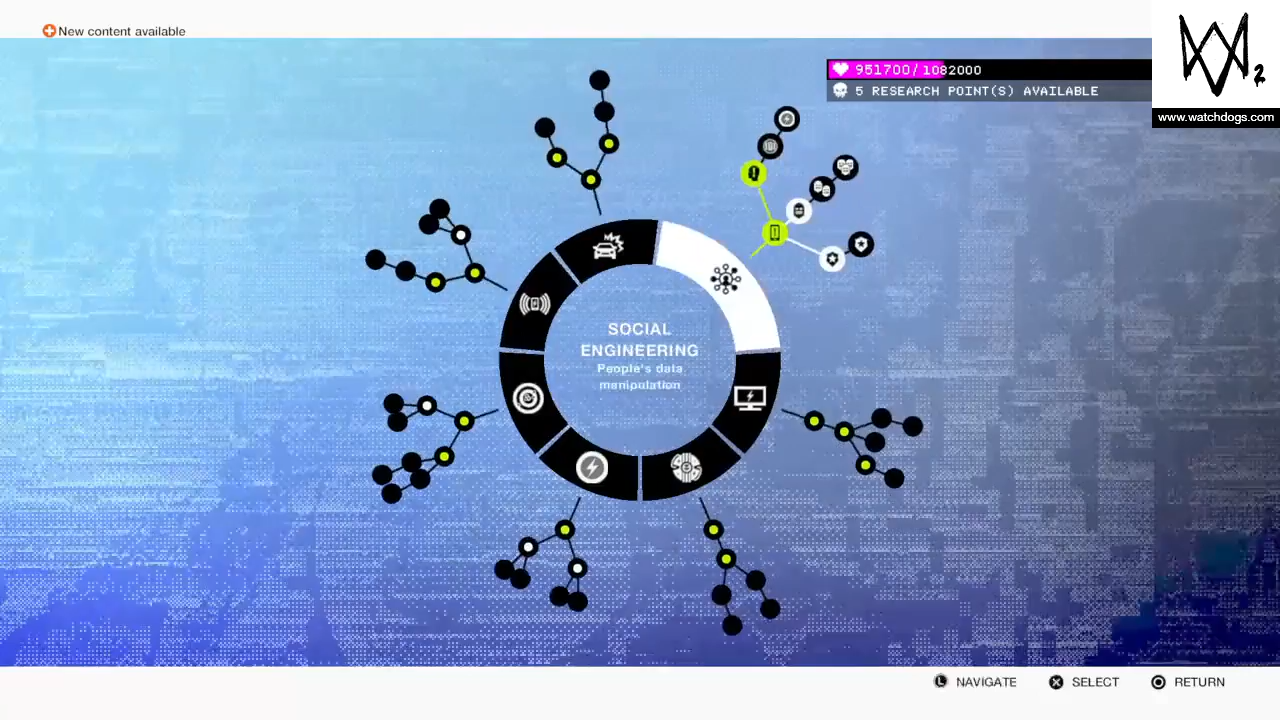 New content available
951700/1082000
5 RESEARCH POINT(S) AVAILABLE
2
www.watchdogs.com
SOCIAL
ENGINEERING
People's data
manipulation
NAVIGATE
SELECT
RETURN